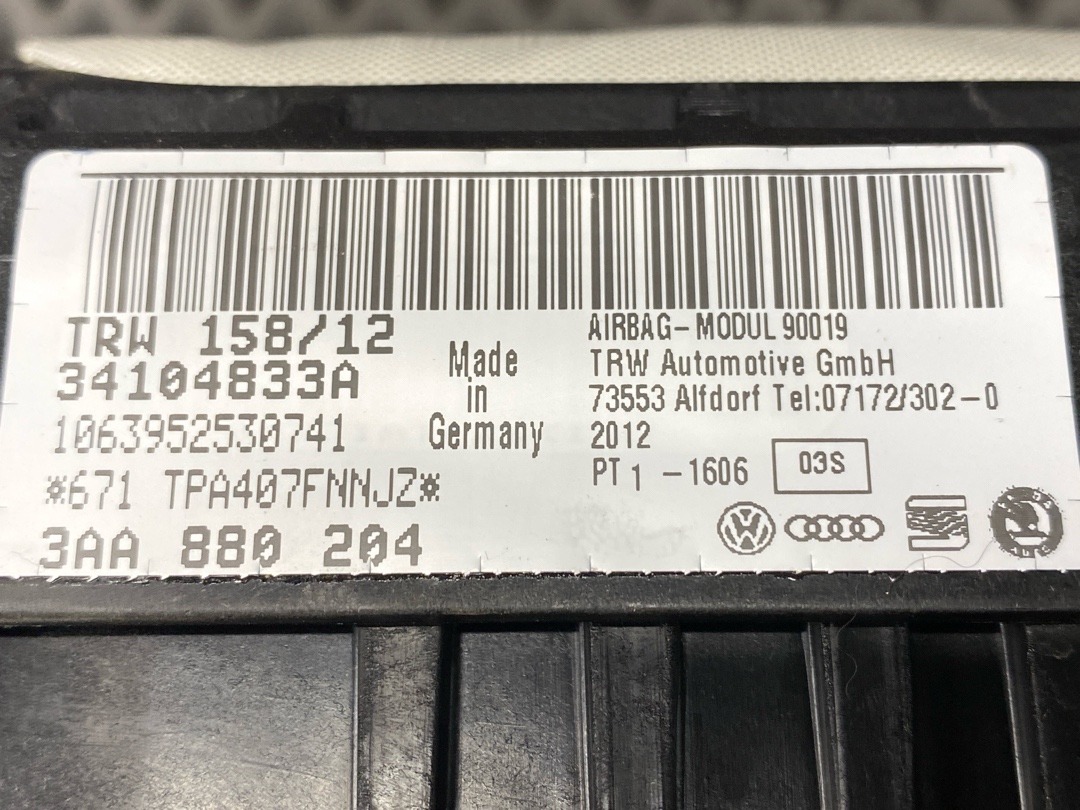 TRW 158/12
34104833A
1063952530741
*671 TPA407FNNJZ*
3AA 880 204
Made
in
Germany
AIRBAG-MODUL 90019
TRW Automotive GmbH
73553 Alfdorf Tel:07172/302-0
2012
PT 1 -1606
03S